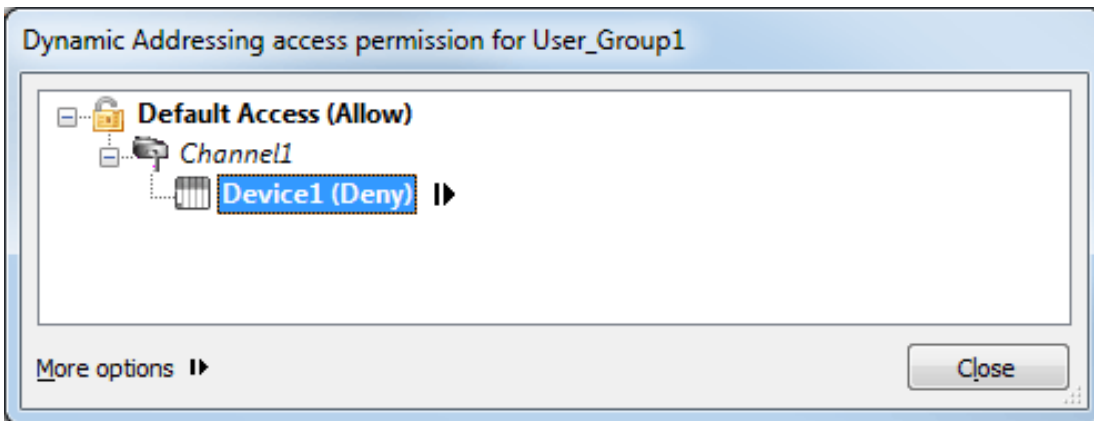 Dynamic Addressing access permission for User_Group1
Default Access (Allow)
Channel1
Device1 (Deny)
More options
Close